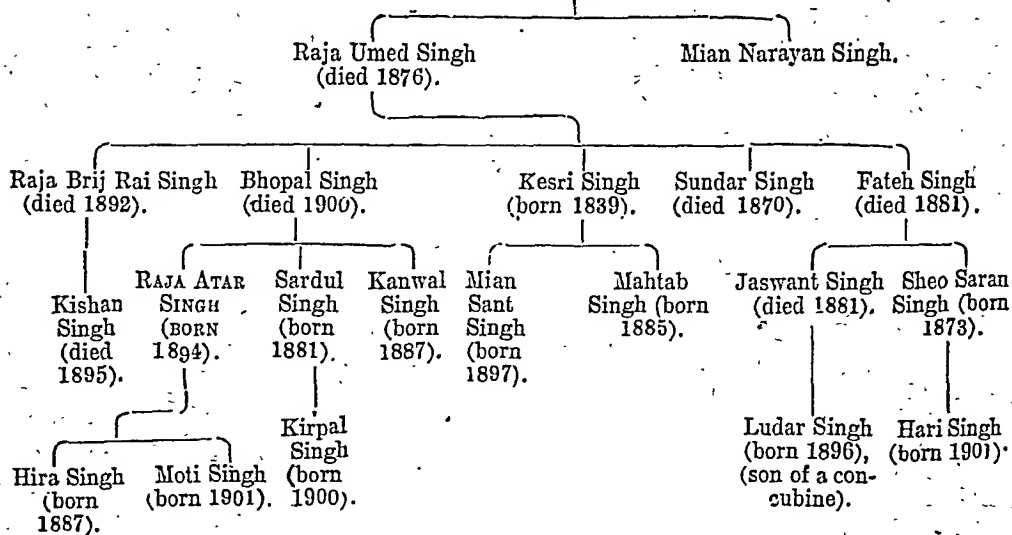 Raja Umed Singh
(died 1876).
Mian Narayan Singh.
Raja Brij Rai Singh
(died 1892).
Bhopal Singh
(died 1900).
Kesri Singh
(born 1839).
Sundar Singh
(died 1870).
Fateh Singh
(died 1881).
Kishan
Singh
(died
1895).
RAJA ATAR
SINGH
(BORN
1894).
Sardul
Singh
(born
1881).
Kanwal
Singh
(born
1887).
Mian
Sant
Singh
(born
1897).
Mahtab
Singh (born
1885).
Jaswant Singh
(died 1881).
Sheo Saran
Singh (born
1873).
Hira Singh
(born
1887).
Moti Singh
(born 1901).
Kirpal
Singh
(born
1900).
Ludar Singh
(born 1896),
(son of a con-
cubine).
Hari Singh
(born 1901).